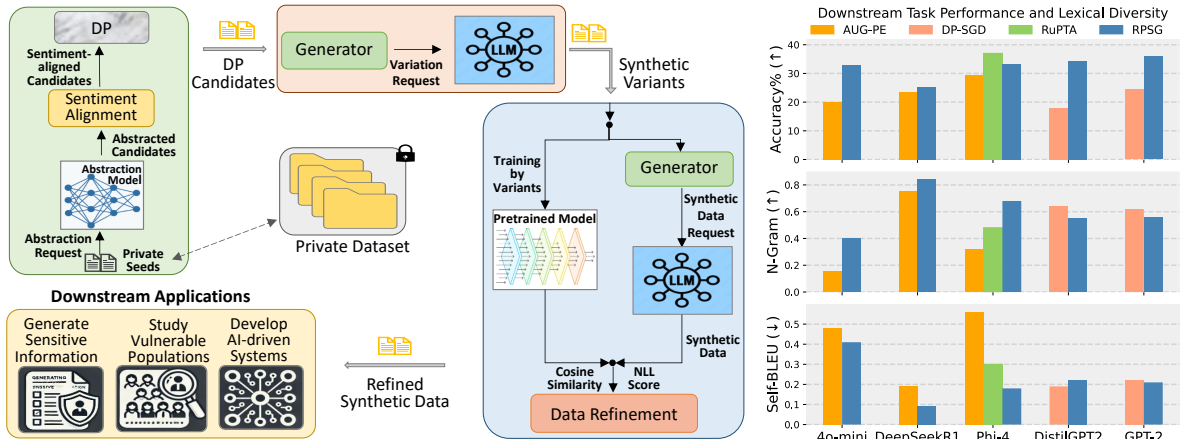 DP
Sentiment-
aligned
Candidates
Sentiment
Alignment
Abstracted
Candidates
Abstraction
Model
Abstraction
Request
Private
Seeds
DP
Candidates
Generator
Variation
Request
LLM
Synthetic
Variants
Private Dataset
Training
by
Variants
Pretrained Model
Generator
Synthetic
Data
Request
LLM
Synthetic
Data
Cosine
Similarity
NLL
Score
Data Refinement
Refined
Synthetic Data
Downstream Applications
Generate
Sensitive
Information
Study
Vulnerable
Populations
Develop
AI-driven
Systems
GENERATING
Downstream Task Performance and Lexical Diversity
AUG-PE
DP-SGD
RuPTA
RPSG
Accuracy% (↑)
40
30
20
10
0
N-Gram (↑)
0.8
0.6
0.4
0.2
0.0
Self-BLEU (↓)
0.5
0.4
0.3
0.2
0.1
0.0
4o-mini
DeepSeekR1
Phi-4
DistilGPT2
GPT-2